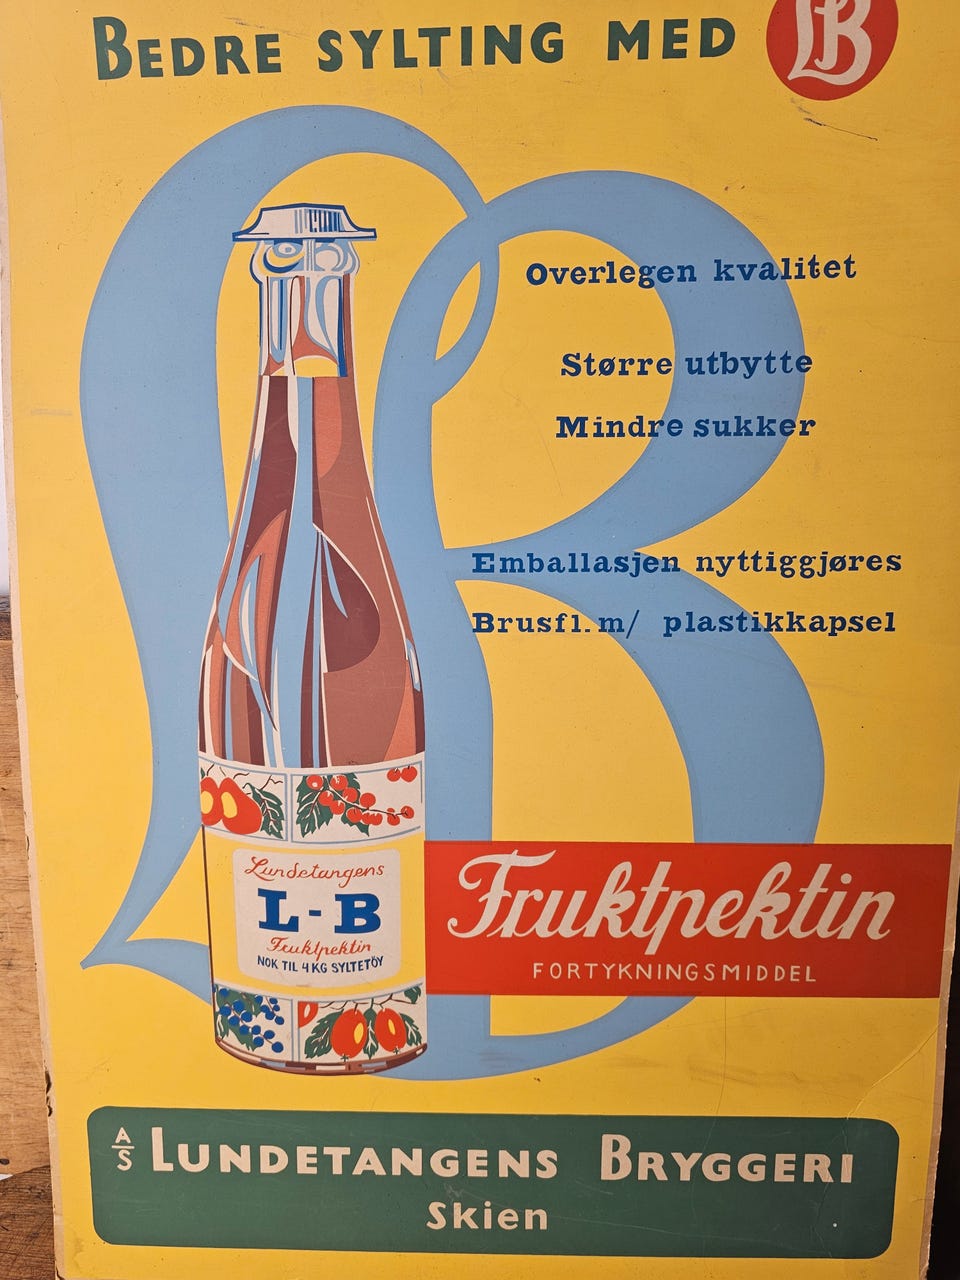 BEDRE SYLTING MED LB
Overlegen kvalitet
Større utbytte
Mindre sukker
Emballasjen nyttiggjøres
Brusfl. m/ plastikkapsel
Lundetangens
L-B
Fruktpektin
NOK TIL 4 KG SYLTETÖY
Fruktpektin
FORTYKNINGSMIDDEL
A/S LUNDETANGENS BRYGGERI
Skien